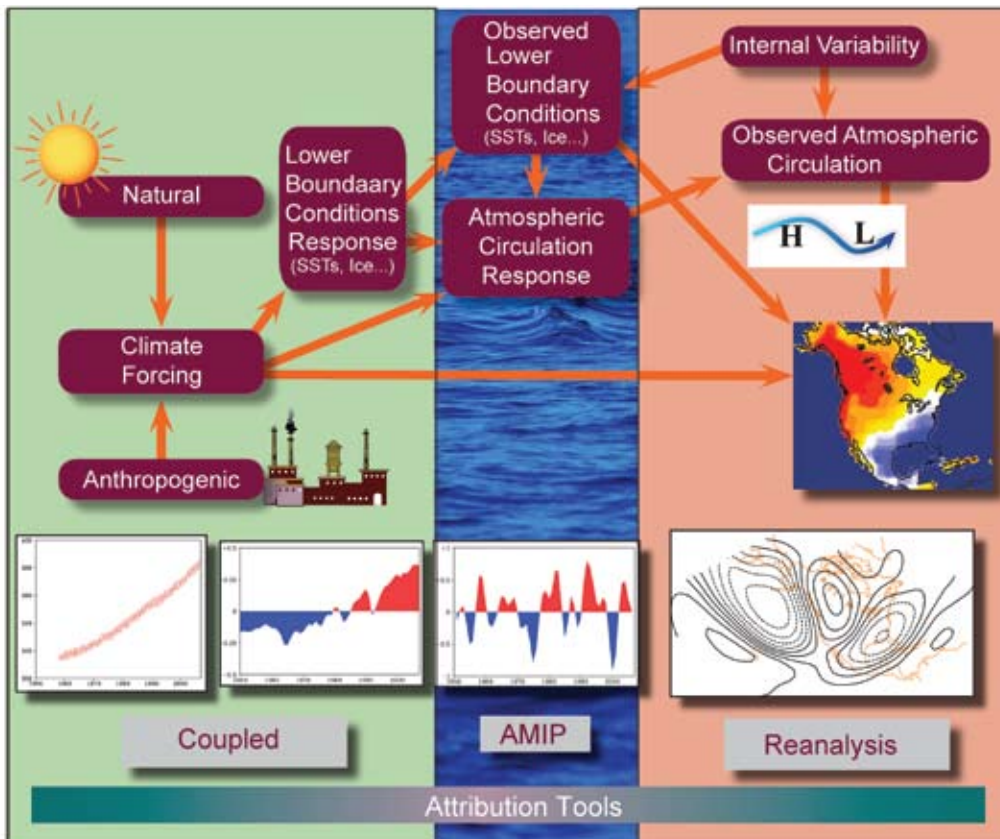 Observed
Lower
Boundary
Conditions
(SSTs, Ice...)
Internal Variability
Observed Atmospheric
Circulation
Lower
Boundaary
Conditions
Response
(SSTs, Ice...)
Natural
Atmospheric
Circulation
Response
H
L
Climate
Forcing
Anthropogenic
Coupled
AMIP
Reanalysis
Attribution Tools